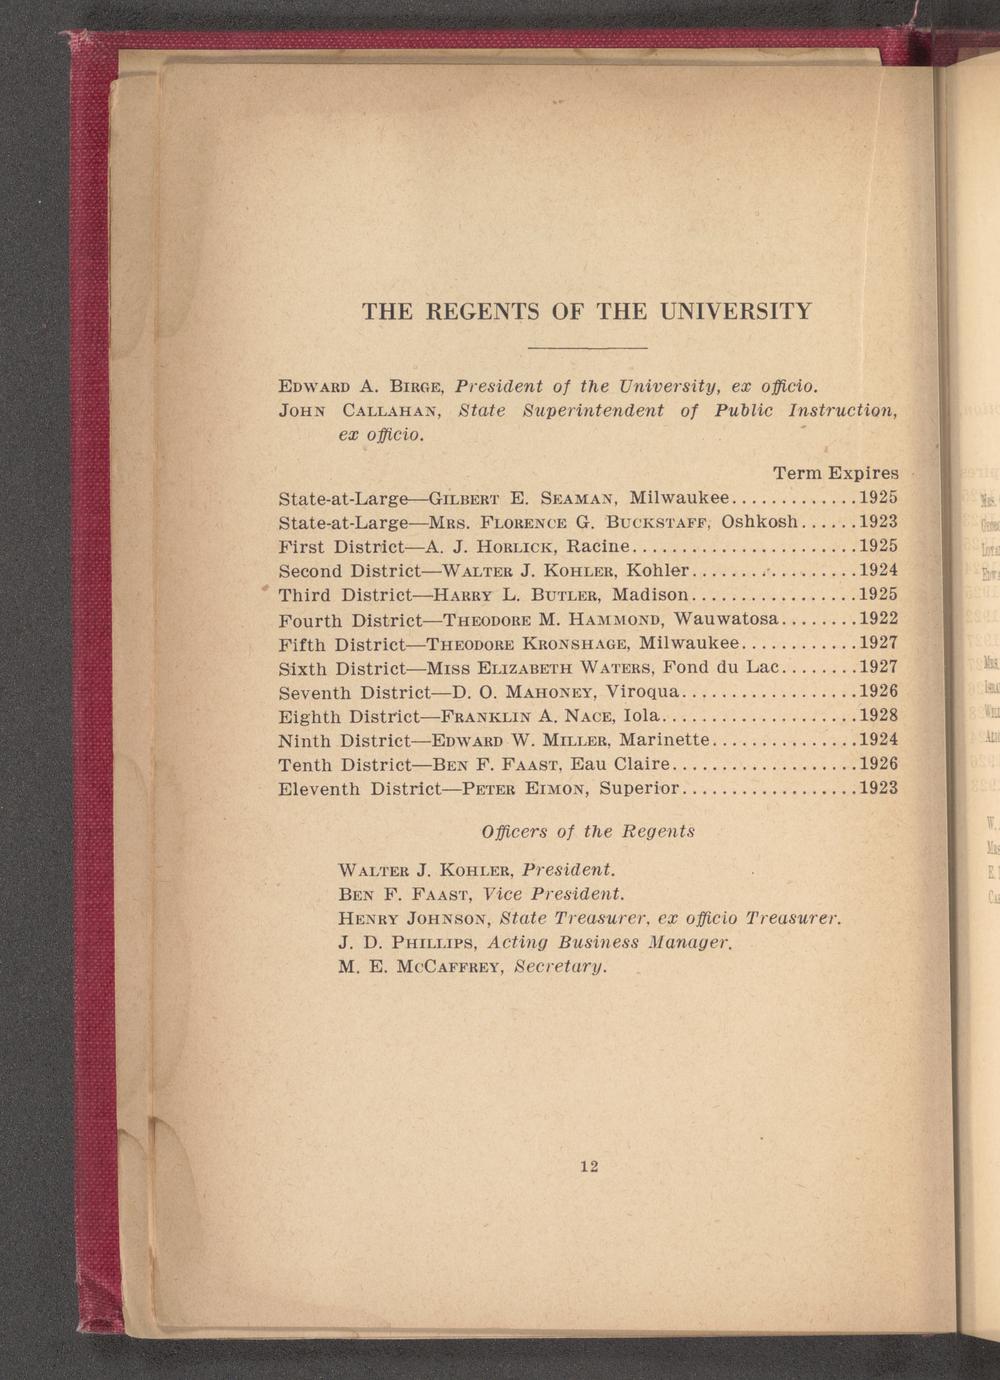 THE REGENTS OF THE UNIVERSITY
EDWARD A. BIRGE, President of the University, ex officio.
JOHN CALLAHAN, State Superintendent of Public Instruction,
ex officio.
Term Expires
State-at-Large—GILBERT E. SEAMAN, Milwaukee.............1925
State-at-Large—MRS. FLORENCE G. BUCKSTAFF, Oshkosh......1923
First District—A. J. HORLICK, Racine.......................1925
Second District—WALTER J. KOHLER, Kohler.................1924
Third District—HARRY L. BUTLER, Madison.................1925
Fourth District—THEODORE M. HAMMOND, Wauwatosa........1922
Fifth District—THEODORE KRONSHAGE, Milwaukee............1927
Sixth District—MISS ELIZABETH WATERS, Fond du Lac........1927
Seventh District—D. O. MAHONEY, Viroqua..................1926
Eighth District—FRANKLIN A. NACE, Iola....................1928
Ninth District—EDWARD W. MILLER, Marinette...............1924
Tenth District—BEN F. FAAST, Eau Claire...................1926
Eleventh District—PETER EIMON, Superior..................1923
Officers of the Regents
WALTER J. KOHLER, President.
BEN F. FAAST, Vice President.
HENRY JOHNSON, State Treasurer, ex officio Treasurer.
J. D. PHILLIPS, Acting Business Manager.
M. E. MCCAFFREY, Secretary.
12